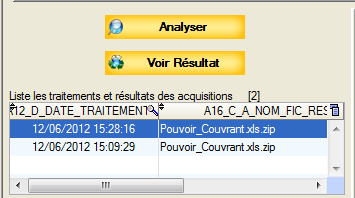 Analyser
Voir Résultat
Liste les traitements et résultats des acquisitions [2]
12_D_DATE_TRAITEMENT A16_C_A_NOM_FIC_RES
12/06/2012 15:28:16 Pouvoir_Couvrant.xls.zip
12/06/2012 15:09:29 Pouvoir_Couvrant.xls.zip